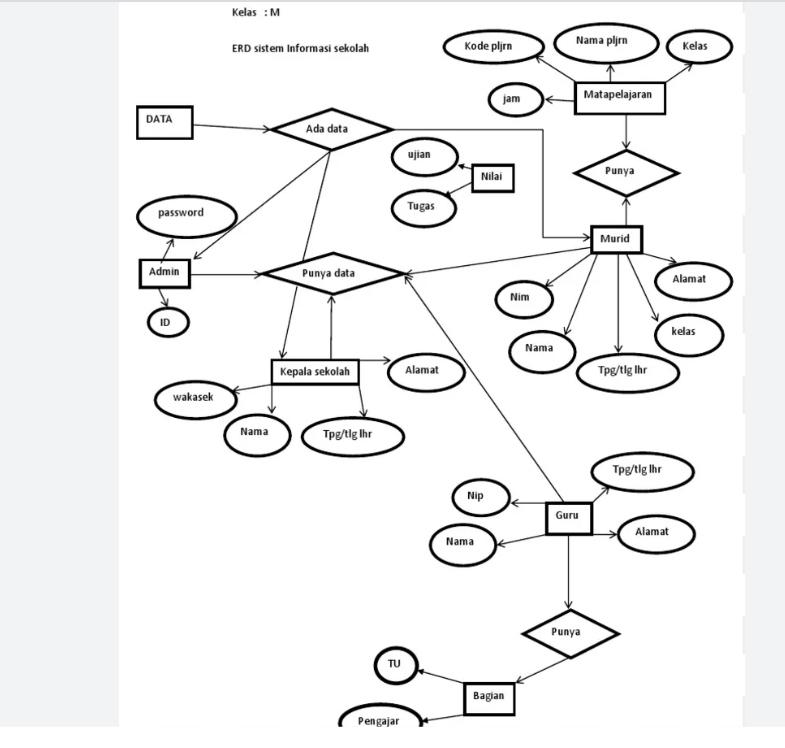 Kelas : M
ERD sistem Informasi sekolah
Kode pljrn
Nama pljrn
Kelas
jam
Matapelajaran
DATA
Ada data
ujian
Nilai
Tugas
Punya
password
Murid
Admin
Punya data
Alamat
Nim
ID
kelas
Nama
Tpg/tlg lhr
Kepala sekolah
Alamat
wakasek
Nama
Tpg/tlg lhr
Tpg/tlg lhr
Nip
Guru
Nama
Alamat
Punya
TU
Bagian
Pengajar